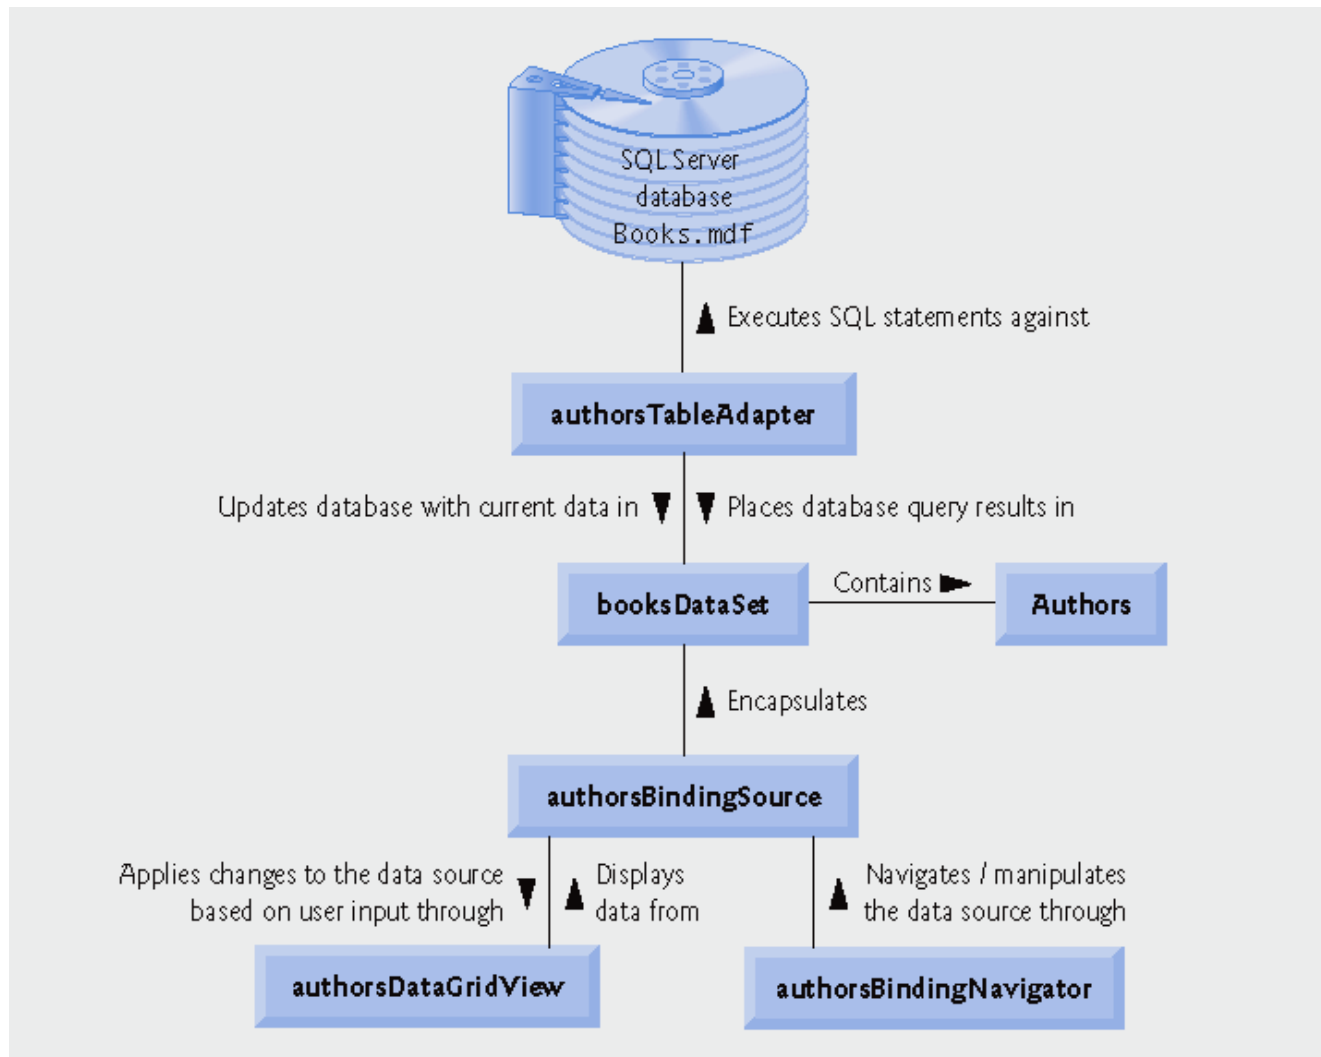 SQL Server
database
Books.mdf
Executes SQL statements against
authorsTableAdapter
Updates database with current data in
Places database query results in
booksDataSet
Contains
Authors
Encapsulates
authorsBindingSource
Applies changes to the data source
based on user input through
Displays
data from
Navigates / manipulates
the data source through
authorsDataGridView
authorsBindingNavigator